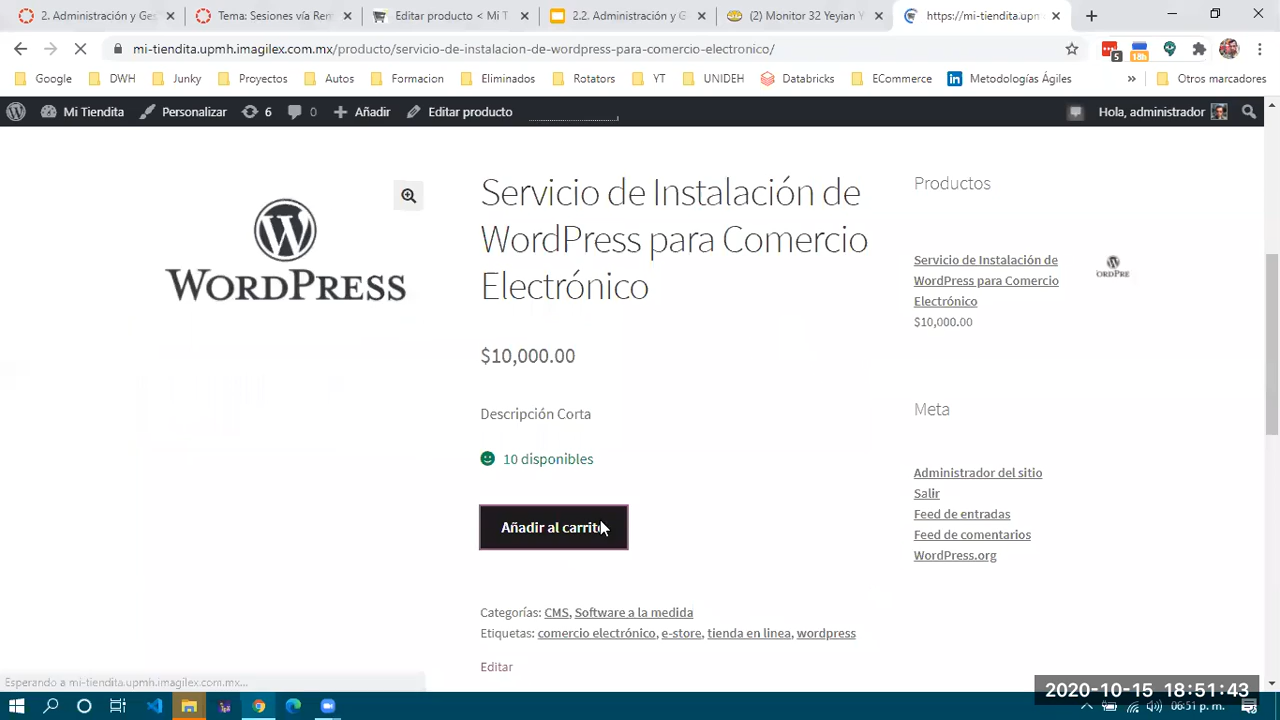 2. Administración y Ges
Tema: Sesiones vía Rem
Editar producto < Mi T
2.2. Administración y G
(2) Monitor 32 Yeyian Y
https://mi-tiendita.upm
mi-tiendita.upmh.imagilex.com.mx/producto/servicio-de-instalacion-de-wordpress-para-comercio-electronico/
5
18h
Google
DWH
Junky
Proyectos
Autos
Formacion
Eliminados
Rotators
YT
UNIDEH
Databricks
ECommerce
Metodologías Ágiles
»
Otros marcadores
Mi Tiendita
Personalizar
6
0
Añadir
Editar producto
Hola, administrador
WORDPRESS
Servicio de Instalación de
WordPress para Comercio
Electrónico
$10,000.00
Descripción Corta
10 disponibles
Añadir al carrito
Categorías: CMS, Software a la medida
Etiquetas: comercio electrónico, e-store, tienda en linea, wordpress
Editar
Productos
Servicio de Instalación de
WordPress para Comercio
Electrónico
$10,000.00
ORDPRE
Meta
Administrador del sitio
Salir
Feed de entradas
Feed de comentarios
WordPress.org
Esperando a mi-tiendita.upmh.imagilex.com.mx...
2020-10-15 18:51:43
06:51 p. m.